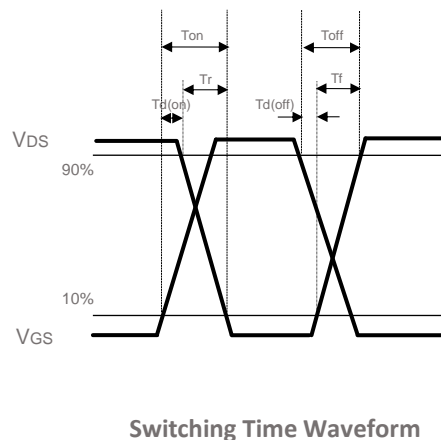 Ton
Toff
Tr
Tf
Td(on)
Td(off)
VDS
90%
10%
VGS
Switching Time Waveform